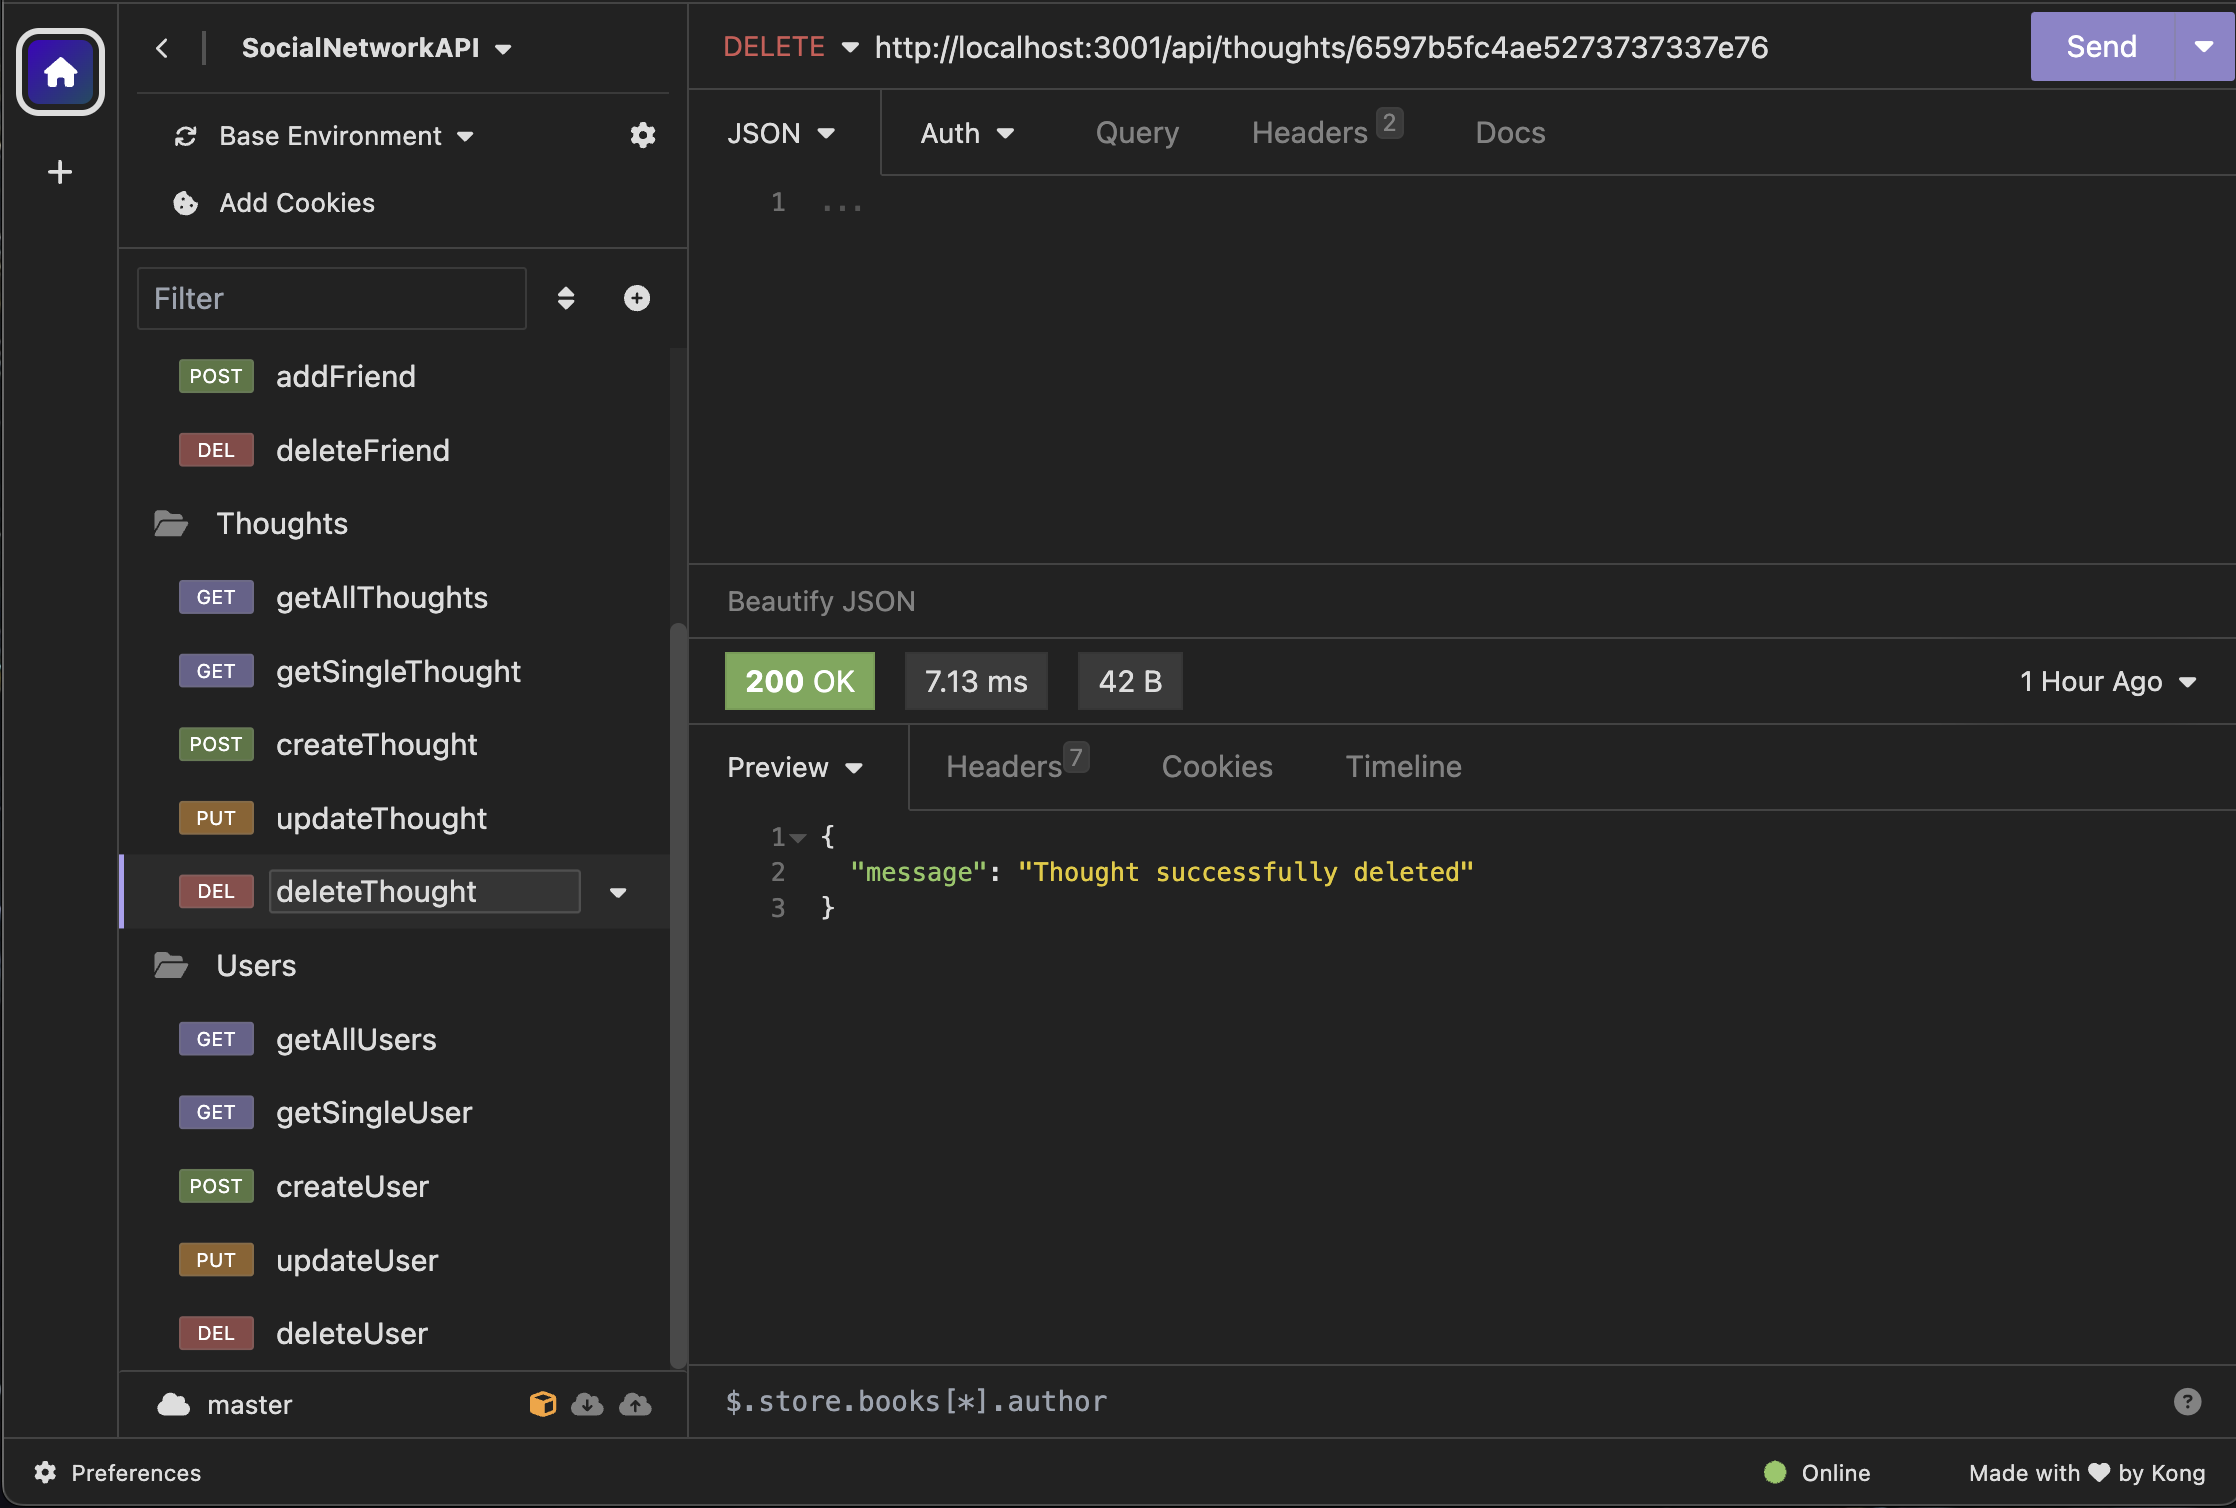 SocialNetworkAPI
Base Environment
Add Cookies
Filter
POST addFriend
DEL deleteFriend
Thoughts
GET getAllThoughts
GET getSingleThought
POST createThought
PUT updateThought
DEL deleteThought
Users
GET getAllUsers
GET getSingleUser
POST createUser
PUT updateUser
DEL deleteUser
master
DELETE http://localhost:3001/api/thoughts/6597b5fc4ae5273737337e76
Send
JSON Auth Query Headers 2 Docs
1 ...
Beautify JSON
200 OK 7.13 ms 42 B 1 Hour Ago
Preview Headers 7 Cookies Timeline
1 {
2 "message": "Thought successfully deleted"
3 }
$.store.books[*].author
Preferences
Online Made with ♥ by Kong